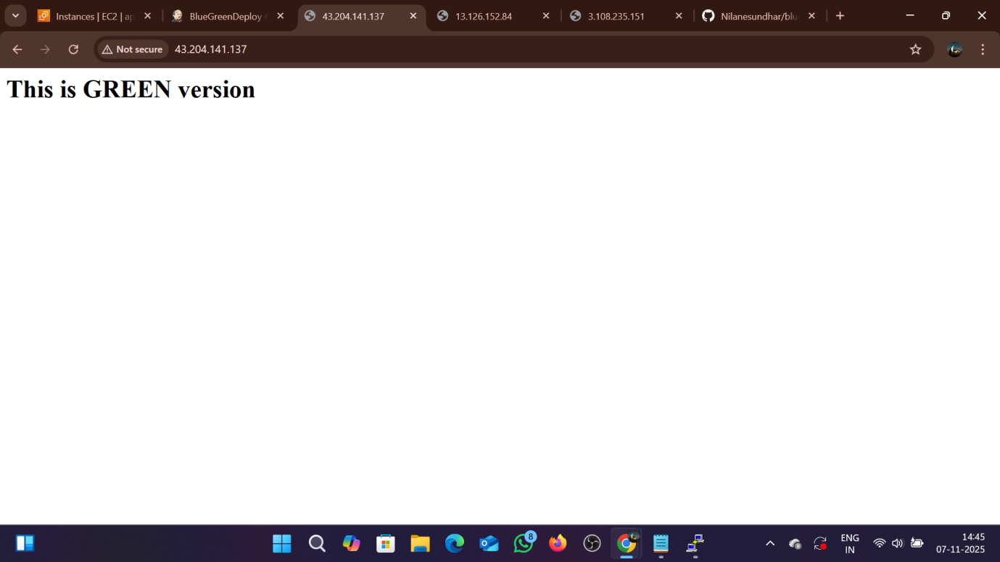 Instances | EC2 | ap
BlueGreenDeploy
43.204.141.137
13.126.152.84
3.108.235.151
Nilanesundhar/blu
Not secure
43.204.141.137
This is GREEN version
8
ENG
IN
14:45
07-11-2025